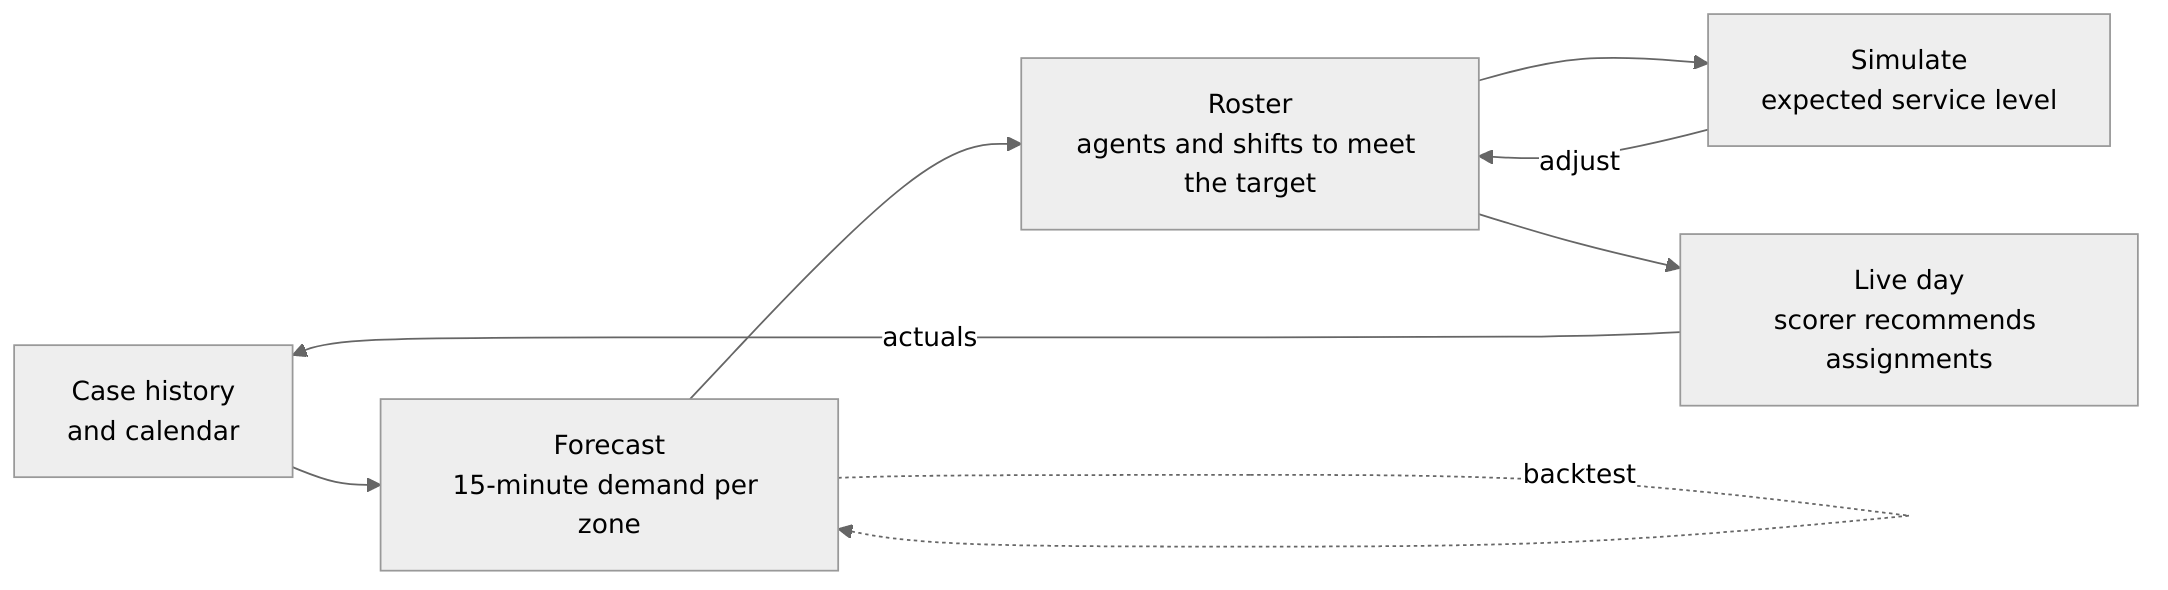 Simulate
expected service level
Roster
agents and shifts to meet
the target
adjust
Live day
scorer recommends
assignments
actuals
Case history
and calendar
Forecast
15-minute demand per
zone
backtest